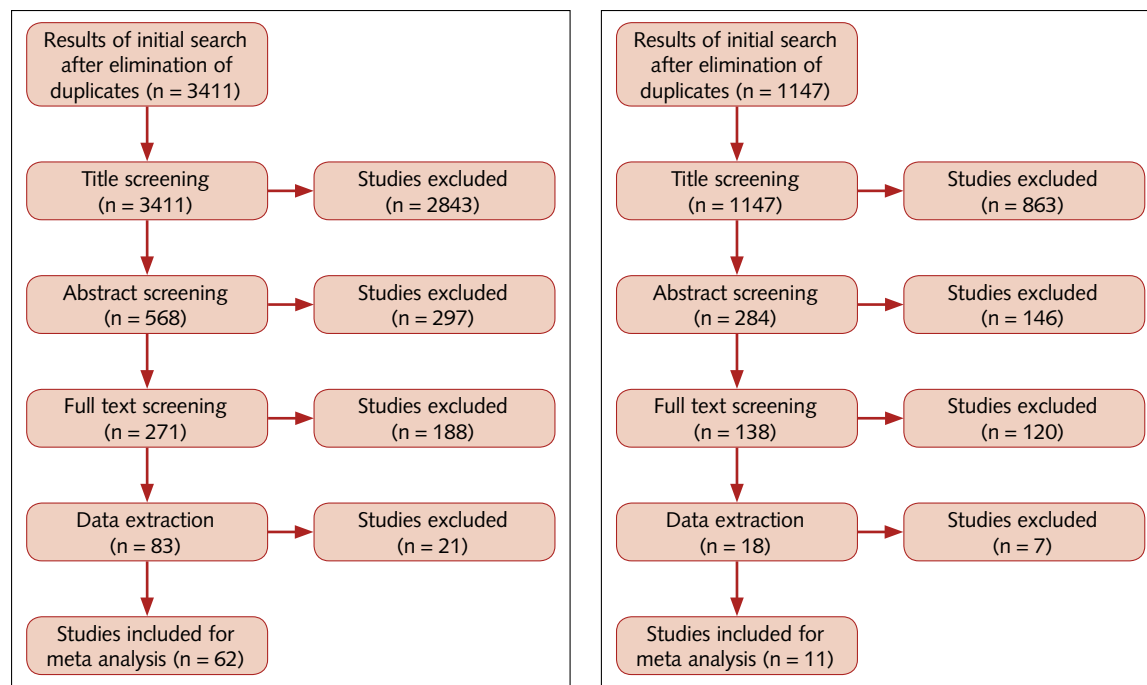 Results of initial search
after elimination of
duplicates (n = 3411)
Title screening
(n = 3411)
Studies excluded
(n = 2843)
Abstract screening
(n = 568)
Studies excluded
(n = 297)
Full text screening
(n = 271)
Studies excluded
(n = 188)
Data extraction
(n = 83)
Studies excluded
(n = 21)
Studies included for
meta analysis (n = 62)
Results of initial search
after elimination of
duplicates (n = 1147)
Title screening
(n = 1147)
Studies excluded
(n = 863)
Abstract screening
(n = 284)
Studies excluded
(n = 146)
Full text screening
(n = 138)
Studies excluded
(n = 120)
Data extraction
(n = 18)
Studies excluded
(n = 7)
Studies included for
meta analysis (n = 11)